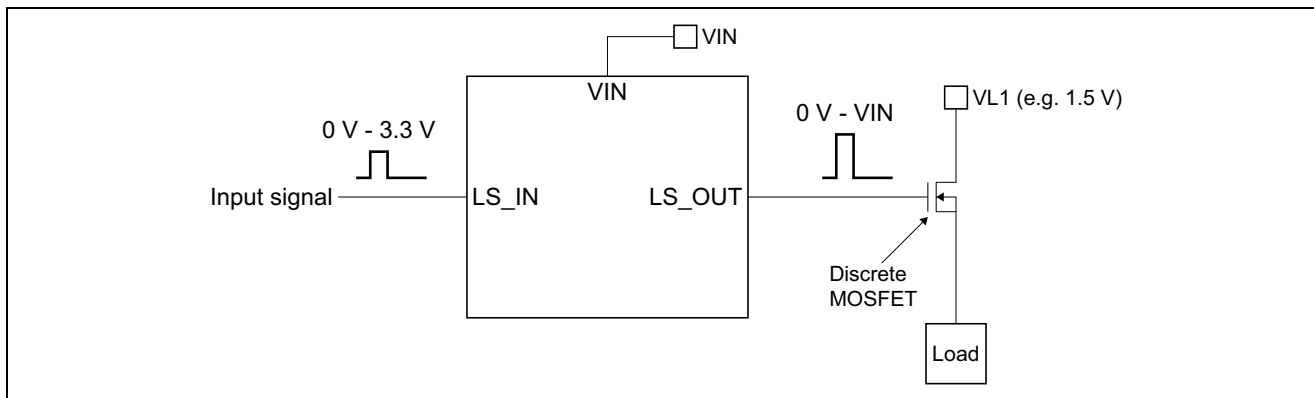 VIN
VIN
VL1 (e.g. 1.5 V)
0 V - 3.3 V
0 V - VIN
Input signal
LS_IN
LS_OUT
Discrete
MOSFET
Load